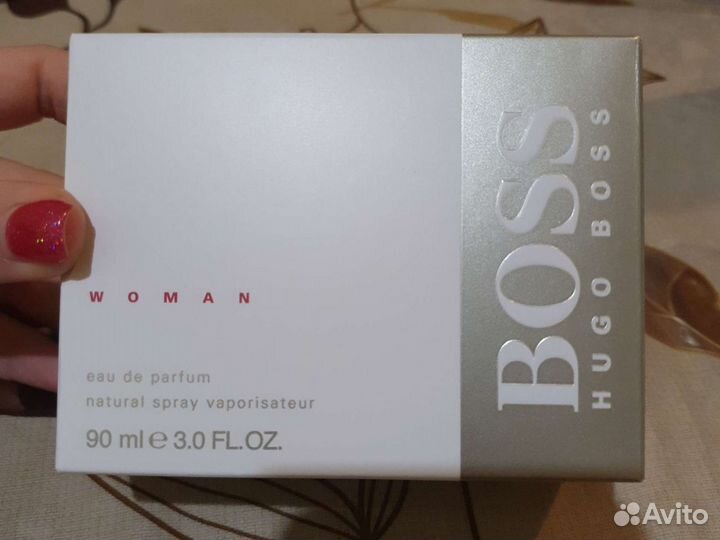 WOMAN
eau de parfum
natural spray vaporisateur
90 ml e 3.0 FL.OZ.
BOSS
HUGO BOSS
Avito